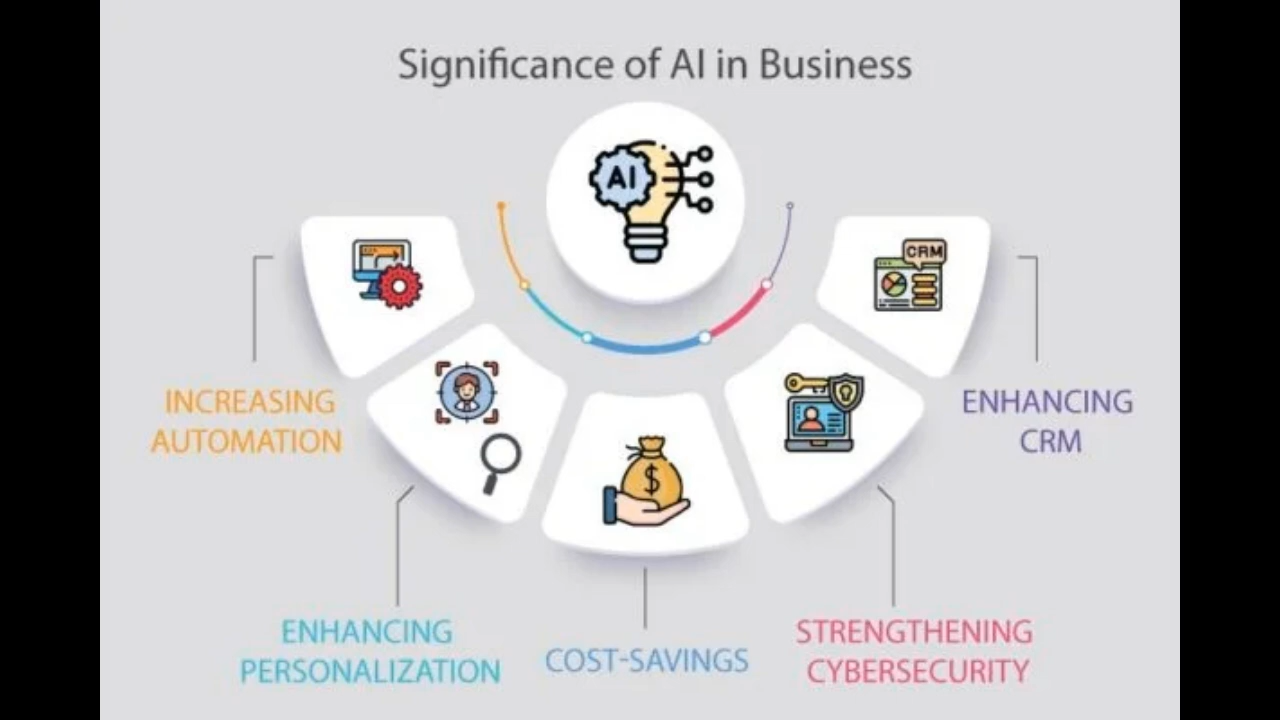 Significance of AI in Business
AI
CRM
$
INCREASING
AUTOMATION
ENHANCING
CRM
ENHANCING
PERSONALIZATION
COST-SAVINGS
STRENGTHENING
CYBERSECURITY